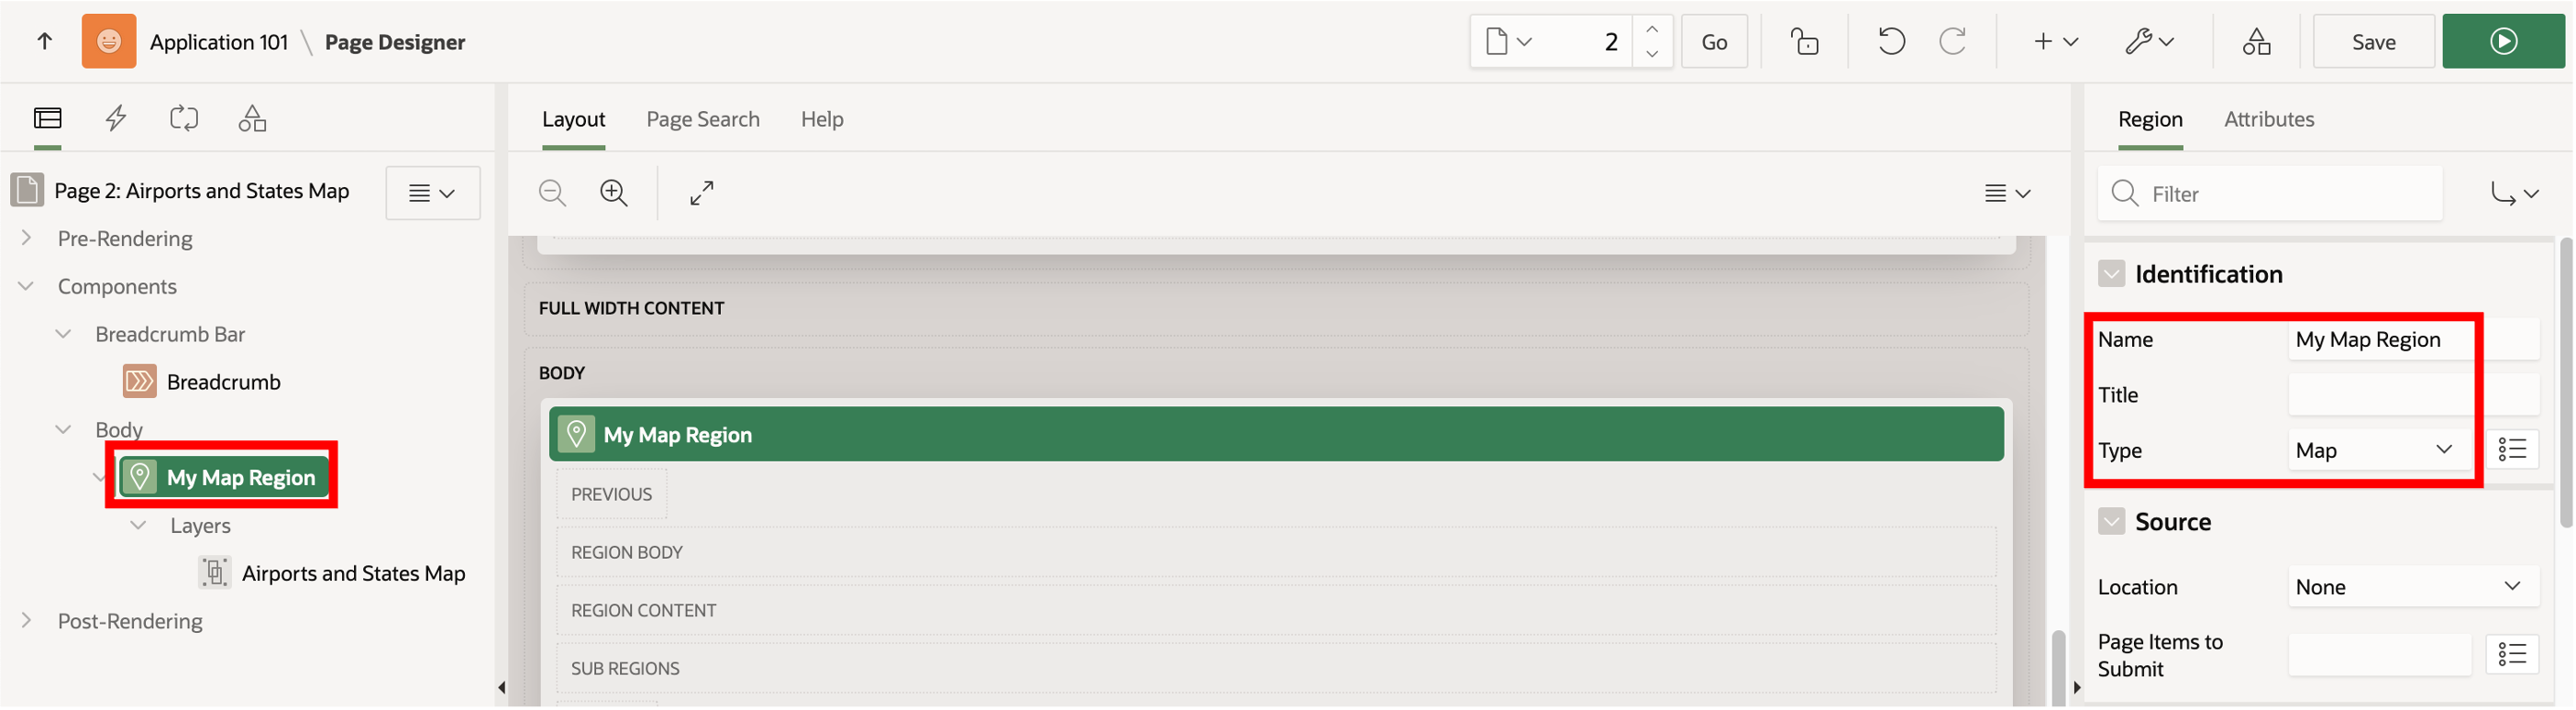 Application 101 \ Page Designer
2
Go
Save
Page 2: Airports and States Map
Pre-Rendering
Components
Breadcrumb Bar
Breadcrumb
Body
My Map Region
Layers
Airports and States Map
Post-Rendering
Layout Page Search Help
FULL WIDTH CONTENT
BODY
My Map Region
PREVIOUS
REGION BODY
REGION CONTENT
SUB REGIONS
Region Attributes
Filter
Identification
Name My Map Region
Title
Type Map
Source
Location None
Page Items to
Submit